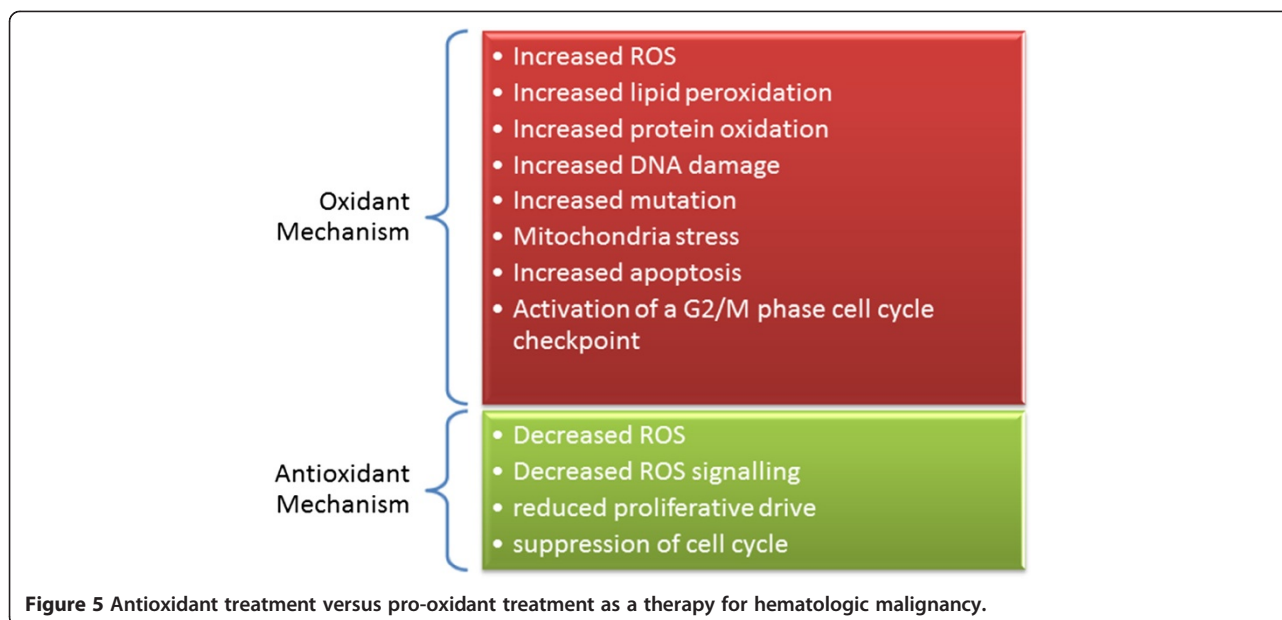 • Increased ROS
• Increased lipid peroxidation
• Increased protein oxidation
• Increased DNA damage
• Increased mutation
• Mitochondria stress
• Increased apoptosis
• Activation of a G2/M phase cell cycle
checkpoint
Oxidant
Mechanism
• Decreased ROS
• Decreased ROS signalling
• reduced proliferative drive
• suppression of cell cycle
Antioxidant
Mechanism
Figure 5 Antioxidant treatment versus pro-oxidant treatment as a therapy for hematologic malignancy.